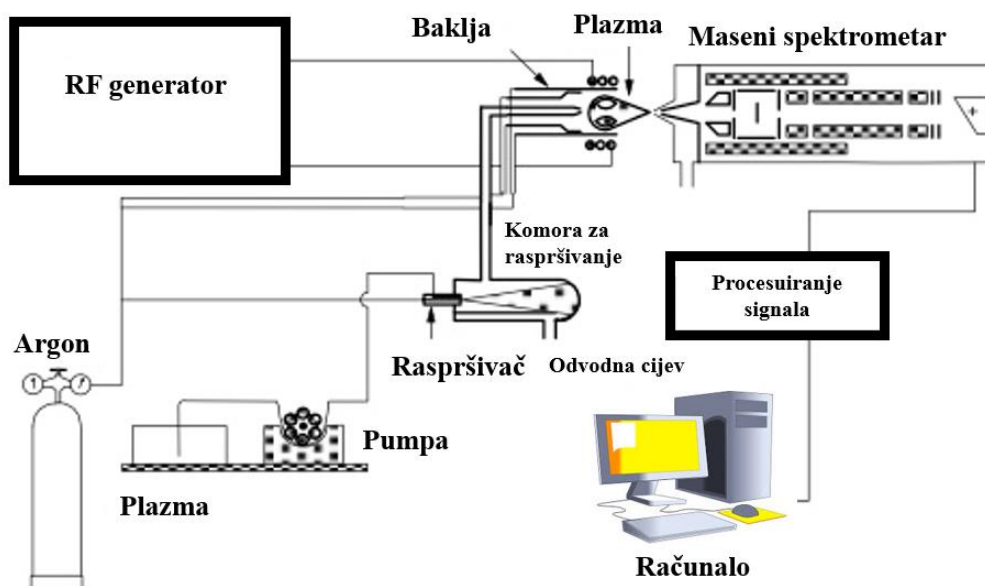 RF generator
Baklja
Plazma
Maseni spektrometar
Komora za
raspršivanje
Procesuiranje
signala
Argon
Raspršivač
Odvodna cijev
Pumpa
Plazma
Računalo